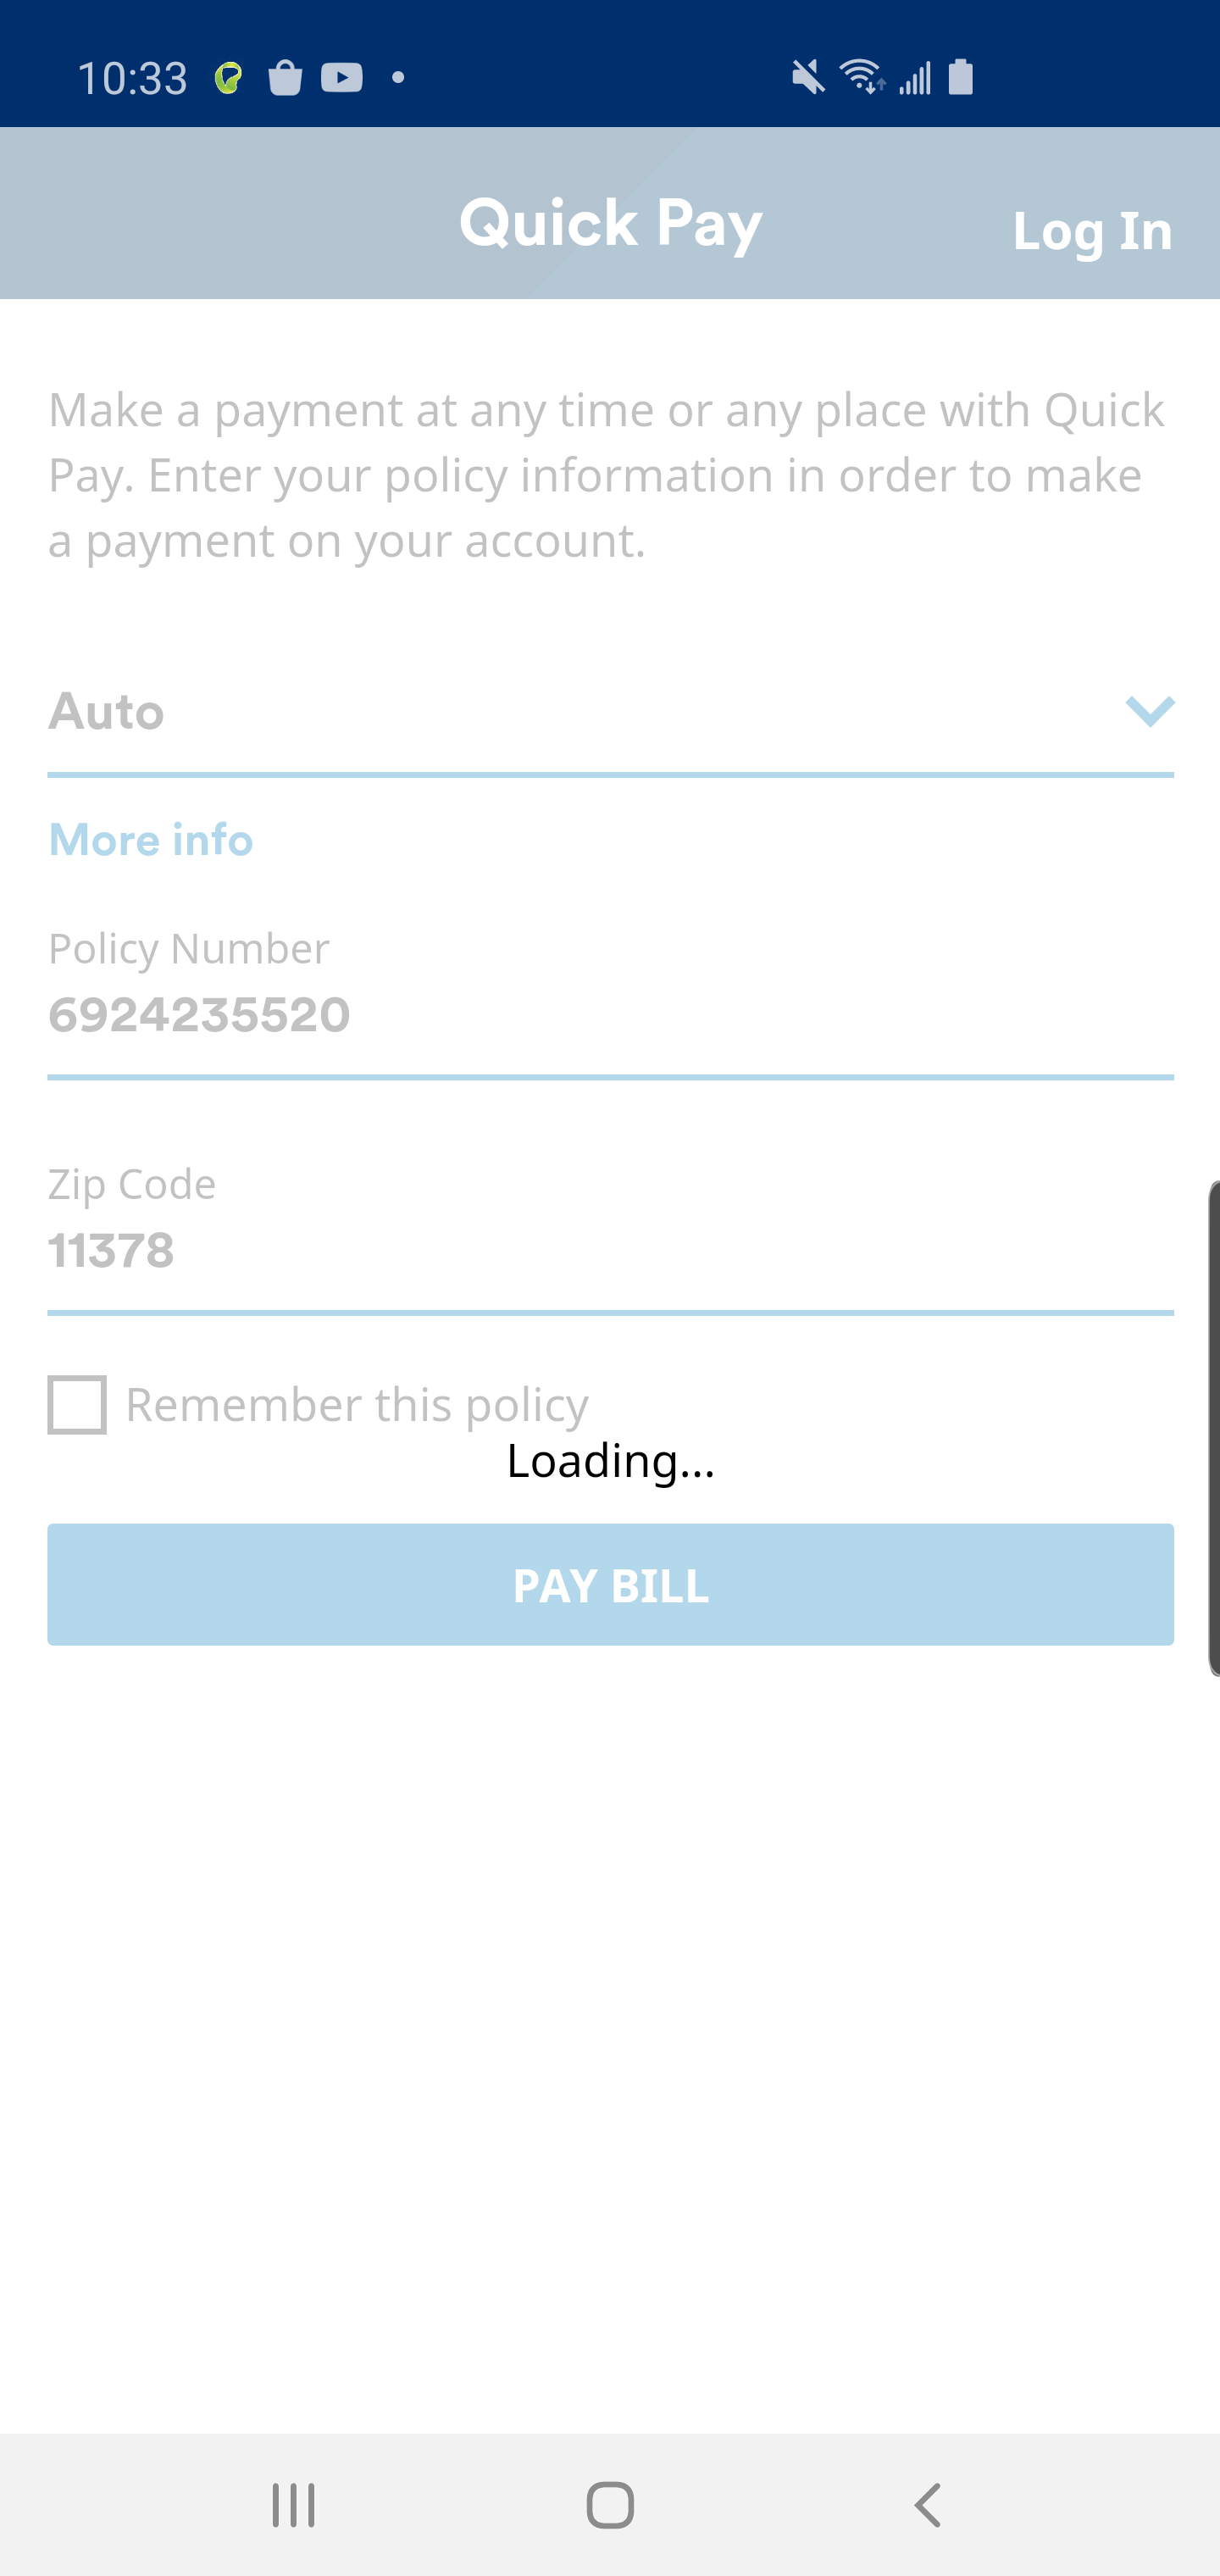 10:33
Quick Pay
Log In
Make a payment at any time or any place with Quick
Pay. Enter your policy information in order to make
a payment on your account.
Auto
More info
Policy Number
6924235520
Zip Code
11378
Remember this policy
Loading...
PAY BILL